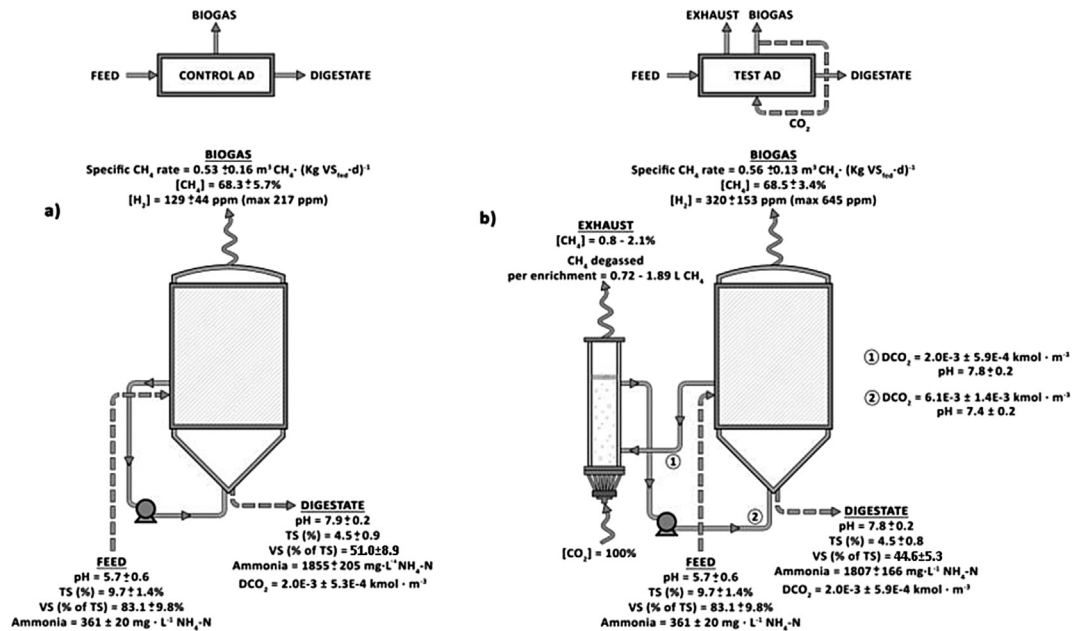 BIOGAS
FEED
CONTROL AD
DIGESTATE
BIOGAS
Specific CH₄ rate = 0.53 ±0.16 m³ CH₄· (Kg VSfed·d)⁻¹
[CH₄] = 68.3±5.7%
[H₂] = 129 ±44 ppm (max 217 ppm)
a)
DIGESTATE
pH = 7.9±0.2
TS (%) = 4.5±0.9
VS (% of TS) = 51.0±8.9
Ammonia = 1855±205 mg·L⁻¹ NH₄-N
DCO₂ = 2.0E-3 ± 5.3E-4 kmol · m⁻³
FEED
pH = 5.7±0.6
TS (%) = 9.7±1.4%
VS (% of TS) = 83.1±9.8%
Ammonia = 361 ± 20 mg · L⁻¹ NH₄-N
EXHAUST
BIOGAS
FEED
TEST AD
DIGESTATE
CO₂
BIOGAS
Specific CH₄ rate = 0.56 ±0.13 m³ CH₄· (Kg VSfed·d)⁻¹
[CH₄] = 68.5±3.4%
[H₂] = 320±153 ppm (max 645 ppm)
b)
EXHAUST
[CH₄] = 0.8 - 2.1%
CH₄ degassed
per enrichment = 0.72 - 1.89 L CH₄
① DCO₂ = 2.0E-3 ± 5.9E-4 kmol · m⁻³
pH = 7.8±0.2
② DCO₂ = 6.1E-3 ± 1.4E-3 kmol · m⁻³
pH = 7.4 ± 0.2
①
②
[CO₂] = 100%
DIGESTATE
pH = 7.8±0.2
TS (%) = 4.5±0.8
VS (% of TS) = 44.6±5.3
Ammonia = 1807±166 mg·L⁻¹ NH₄-N
DCO₂ = 2.0E-3 ± 5.9E-4 kmol · m⁻³
FEED
pH = 5.7±0.6
TS (%) = 9.7±1.4%
VS (% of TS) = 83.1±9.8%
Ammonia = 361 ± 20 mg · L⁻¹ NH₄-N